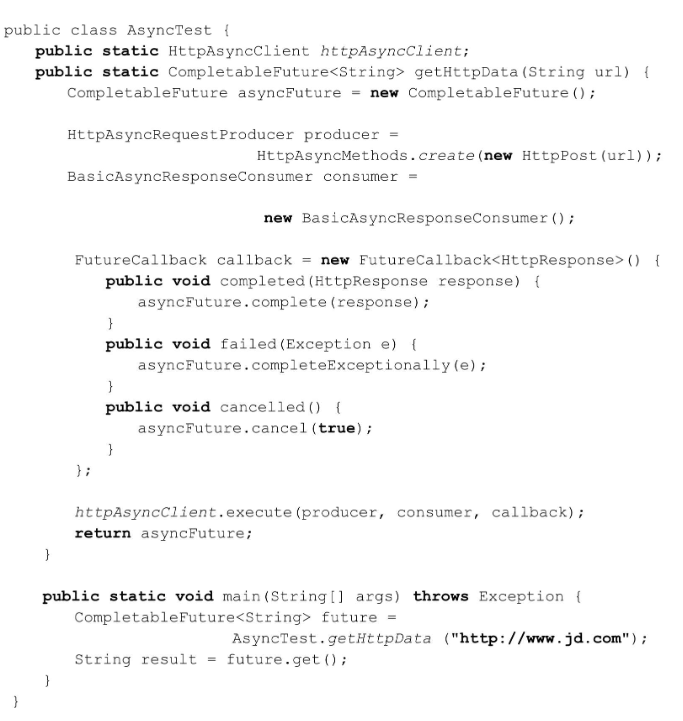 public class AsyncTest {
public static HttpAsyncClient httpAsyncClient;
public static CompletableFuture<String> getHttpData(String url) {
CompletableFuture asyncFuture = new CompletableFuture();
HttpAsyncRequestProducer producer =
HttpAsyncMethods.create(new HttpPost(url));
BasicAsyncResponseConsumer consumer =
new BasicAsyncResponseConsumer();
FutureCallback callback = new FutureCallback<HttpResponse>() {
public void completed(HttpResponse response) {
asyncFuture.complete(response);
}
public void failed(Exception e) {
asyncFuture.completeExceptionally(e);
}
public void cancelled() {
asyncFuture.cancel(true);
}
};
httpAsyncClient.execute(producer, consumer, callback);
return asyncFuture;
}
public static void main(String[] args) throws Exception {
CompletableFuture<String> future =
AsyncTest.getHttpData ("http://www.jd.com");
String result = future.get();
}
}